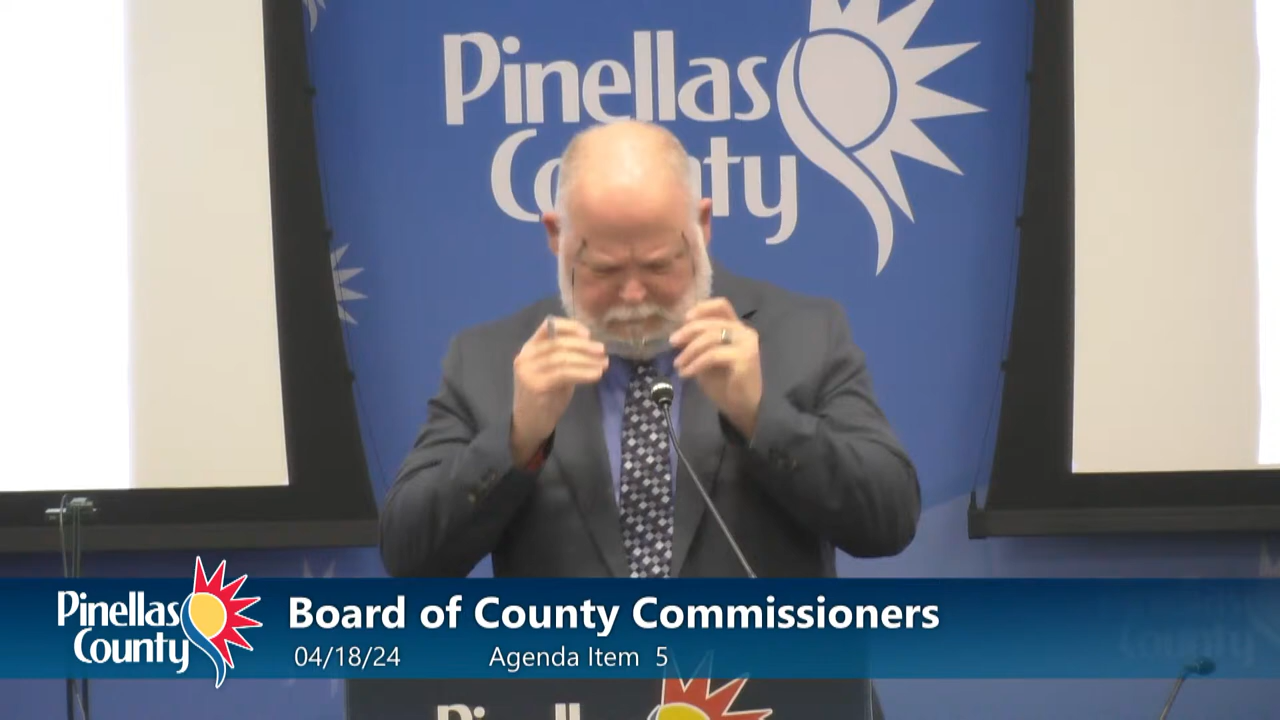 Pinellas
County
Pinellas
County
Board of County Commissioners
04/18/24 Agenda Item 5